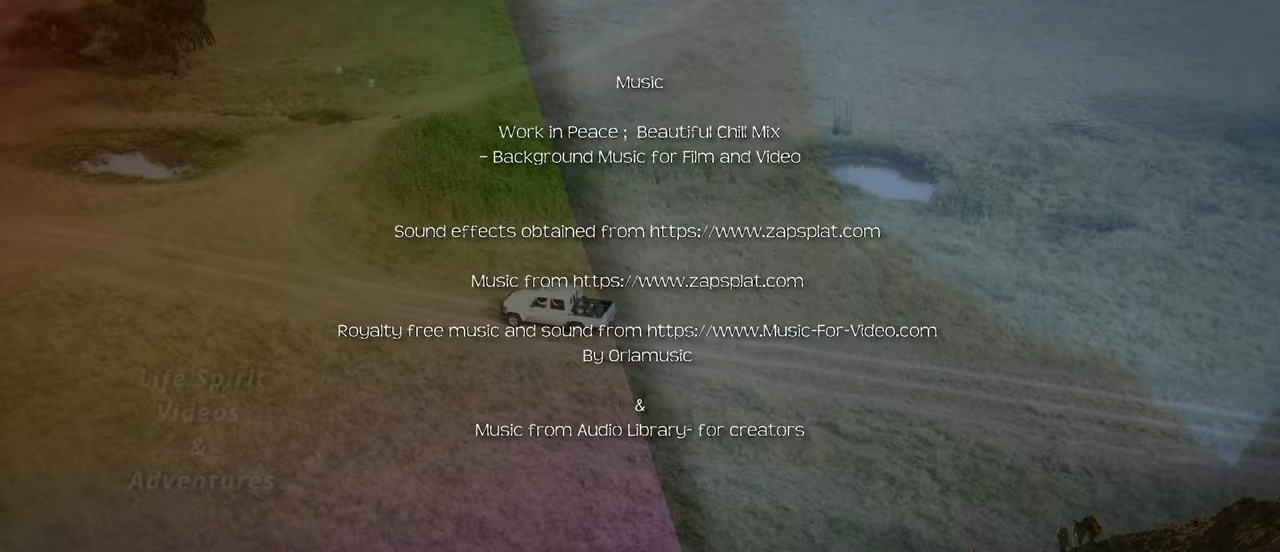 Music
Work in Peace ; Beautiful Chill Mix
- Background Music for Film and Video
Sound effects obtained from https://www.zapsplat.com
Music from https://www.zapsplat.com
Royalty free music and sound from https://www.Music-For-Video.com
By Orlamusic
&
Music from Audio Library- for creators
Life Spirit
Videos
&
Adventures